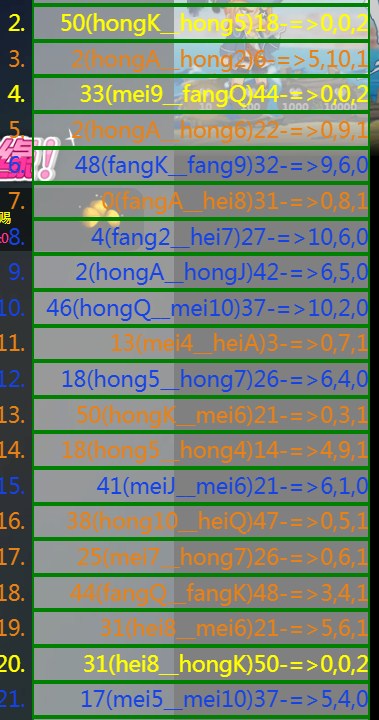 2. 50(hongK__hong5)18-=>0,0,2
3. 2(hongA__hong2)6-=>5,10,1
4. 33(mei9__fangQ)44-=>0,0,2
5. 2(hongA__hong6)22-=>0,9,1
6. 48(fangK__fang9)32-=>9,6,0
7. 0(fangA__hei8)31-=>0,8,1
8. 4(fang2__hei7)27-=>10,6,0
9. 2(hongA__hongJ)42-=>6,5,0
10. 46(hongQ__mei10)37-=>10,2,0
11. 13(mei4__heiA)3-=>0,7,1
12. 18(hong5__hong7)26-=>6,4,0
13. 50(hongK__mei6)21-=>0,3,1
14. 18(hong5__hong4)14-=>4,9,1
15. 41(meiJ__mei6)21-=>6,1,0
16. 38(hong10__heiQ)47-=>0,5,1
17. 25(mei7__hong7)26-=>0,6,1
18. 44(fangQ__fangK)48-=>3,4,1
19. 31(hei8__mei6)21-=>5,6,1
20. 31(hei8__hongK)50-=>0,0,2
21. 17(mei5__mei10)37-=>5,4,0